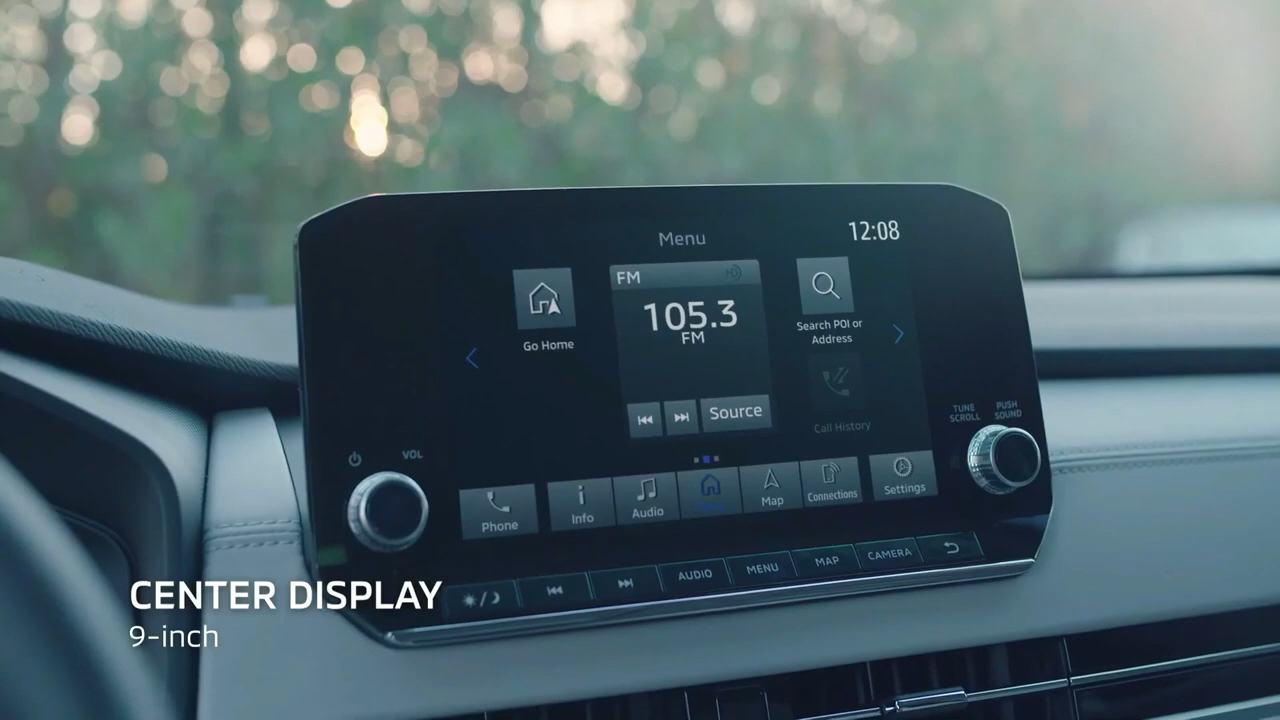 Menu
12:08
FM
105.3
FM
Go Home
Search POI or
Address
Source
Call History
TUNE
SCROLL
PUSH
SOUND
VOL
Phone
Info
Audio
Map
Connections
Settings
AUDIO
MENU
MAP
CAMERA
CENTER DISPLAY
9-inch